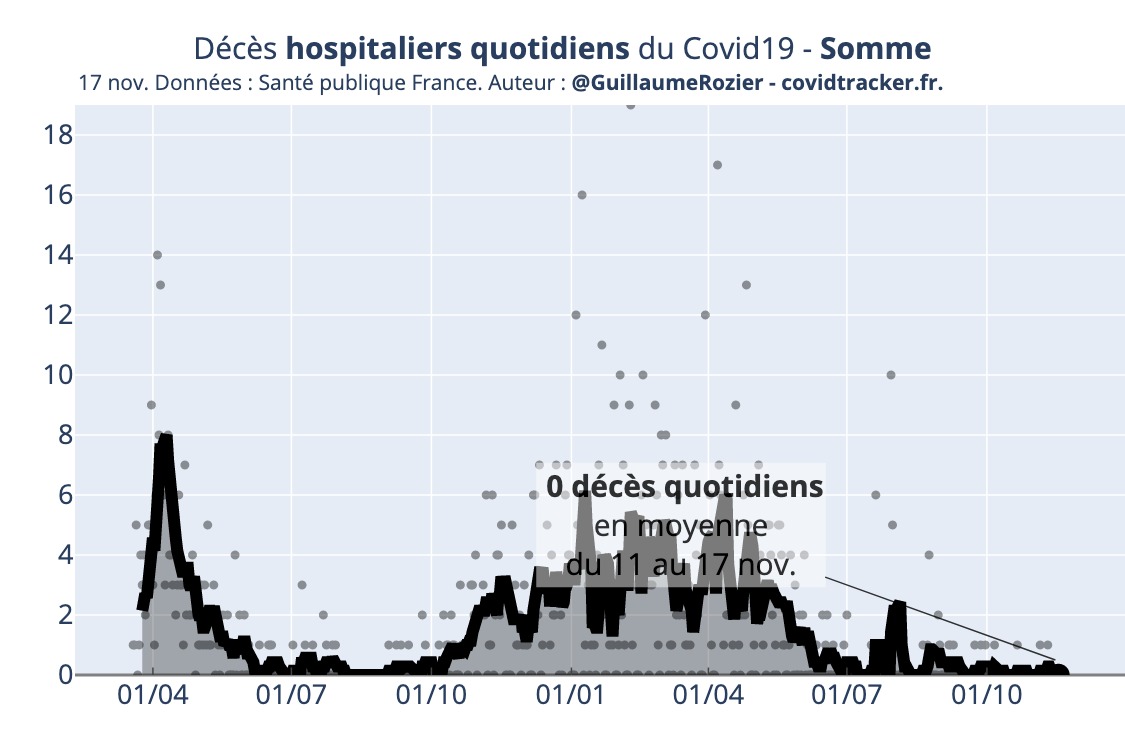 Décès hospitaliers quotidiens du Covid19 - Somme
17 nov. Données : Santé publique France. Auteur : @GuillaumeRozier - covidtracker.fr.
18
16
14
12
10
8
6
4
2
0
0 décès quotidiens
en moyenne
du 11 au 17 nov.
01/04 01/07 01/10 01/01 01/04 01/07 01/10